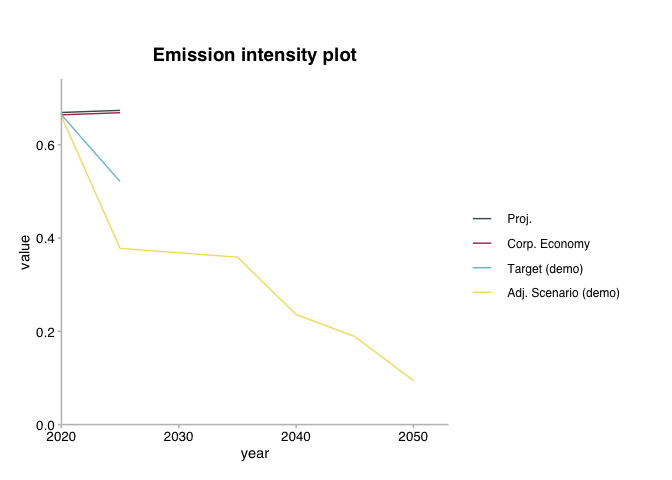 Emission intensity plot
value
0.6
0.4
0.2
0.0
2020
2030
2040
2050
year
Proj.
Corp. Economy
Target (demo)
Adj. Scenario (demo)